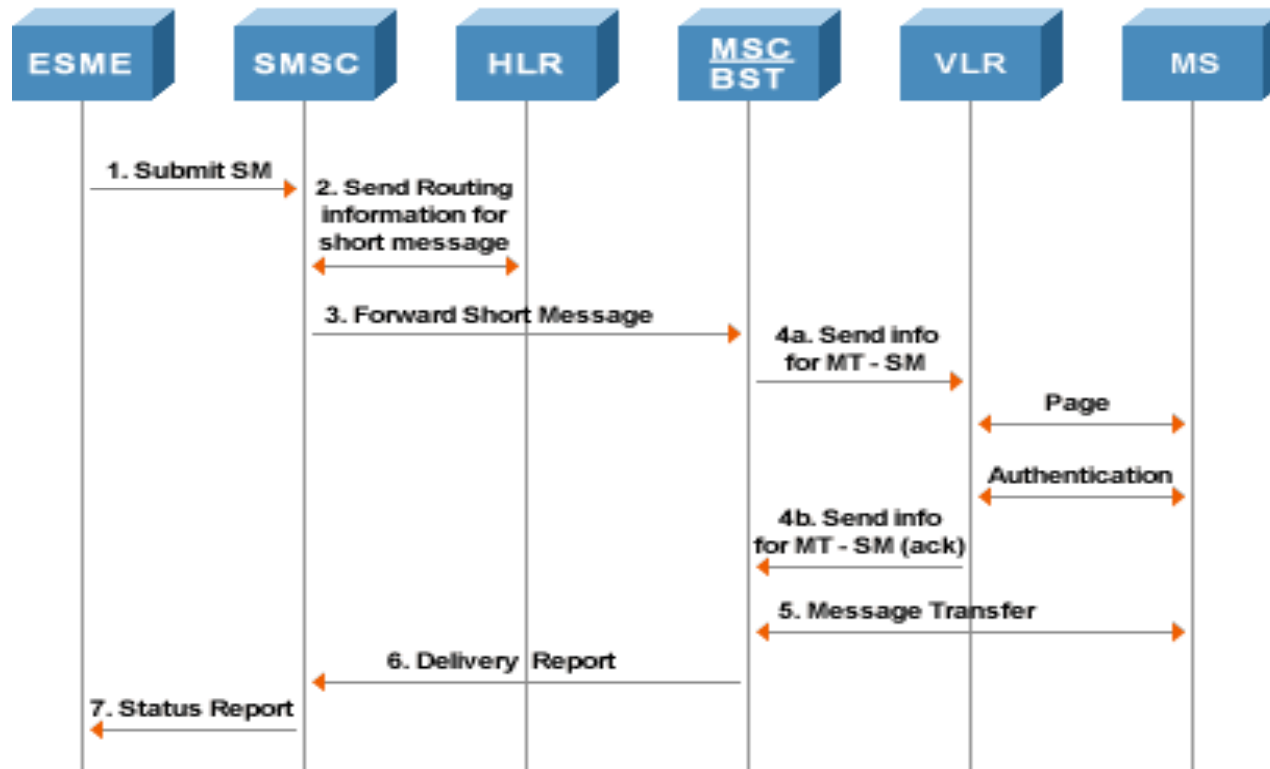 ESME
SMSC
HLR
MSC
BST
VLR
MS
1. Submit SM
2. Send Routing
information for
short message
3. Forward Short Message
4a. Send info
for MT - SM
Page
Authentication
4b. Send info
for MT - SM (ack)
5. Message Transfer
6. Delivery Report
7. Status Report